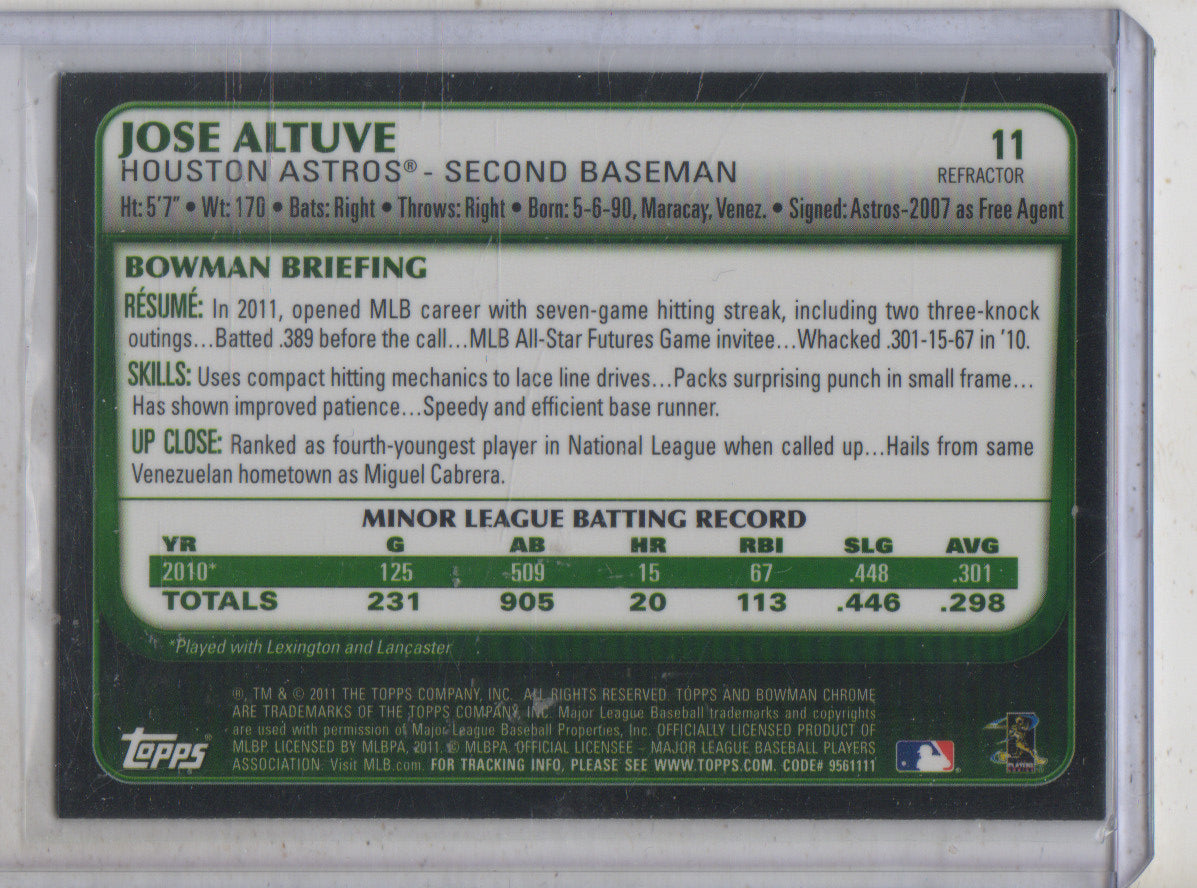 JOSE ALTUVE
11
HOUSTON ASTROS® - SECOND BASEMAN
REFRACTOR
Ht: 5'7" • Wt: 170 • Bats: Right • Throws: Right • Born: 5-6-90, Maracay, Venez. • Signed: Astros-2007 as Free Agent
BOWMAN BRIEFING
RÉSUMÉ: In 2011, opened MLB career with seven-game hitting streak, including two three-knock
outings...Batted .389 before the call...MLB All-Star Futures Game invitee...Whacked .301-15-67 in '10.
SKILLS: Uses compact hitting mechanics to lace line drives...Packs surprising punch in small frame...
Has shown improved patience...Speedy and efficient base runner.
UP CLOSE: Ranked as fourth-youngest player in National League when called up...Hails from same
Venezuelan hometown as Miguel Cabrera.
MINOR LEAGUE BATTING RECORD
YR G AB HR RBI SLG AVG
2010* 125 509 15 67 .448 .301
TOTALS 231 905 20 113 .446 .298
*Played with Lexington and Lancaster
®, TM & © 2011 THE TOPPS COMPANY, INC. ALL RIGHTS RESERVED. TOPPS AND BOWMAN CHROME
ARE TRADEMARKS OF THE TOPPS COMPANY, INC. Major League Baseball trademarks and copyrights
are used with permission of Major League Baseball Properties, Inc. OFFICIALLY LICENSED PRODUCT OF
MLBP. LICENSED BY MLBPA, 2011. © MLBPA. OFFICIAL LICENSEE - MAJOR LEAGUE BASEBALL PLAYERS
ASSOCIATION. Visit MLB.com. FOR TRACKING INFO, PLEASE SEE WWW.TOPPS.COM. CODE# 9561111
topps®
PLAYERS